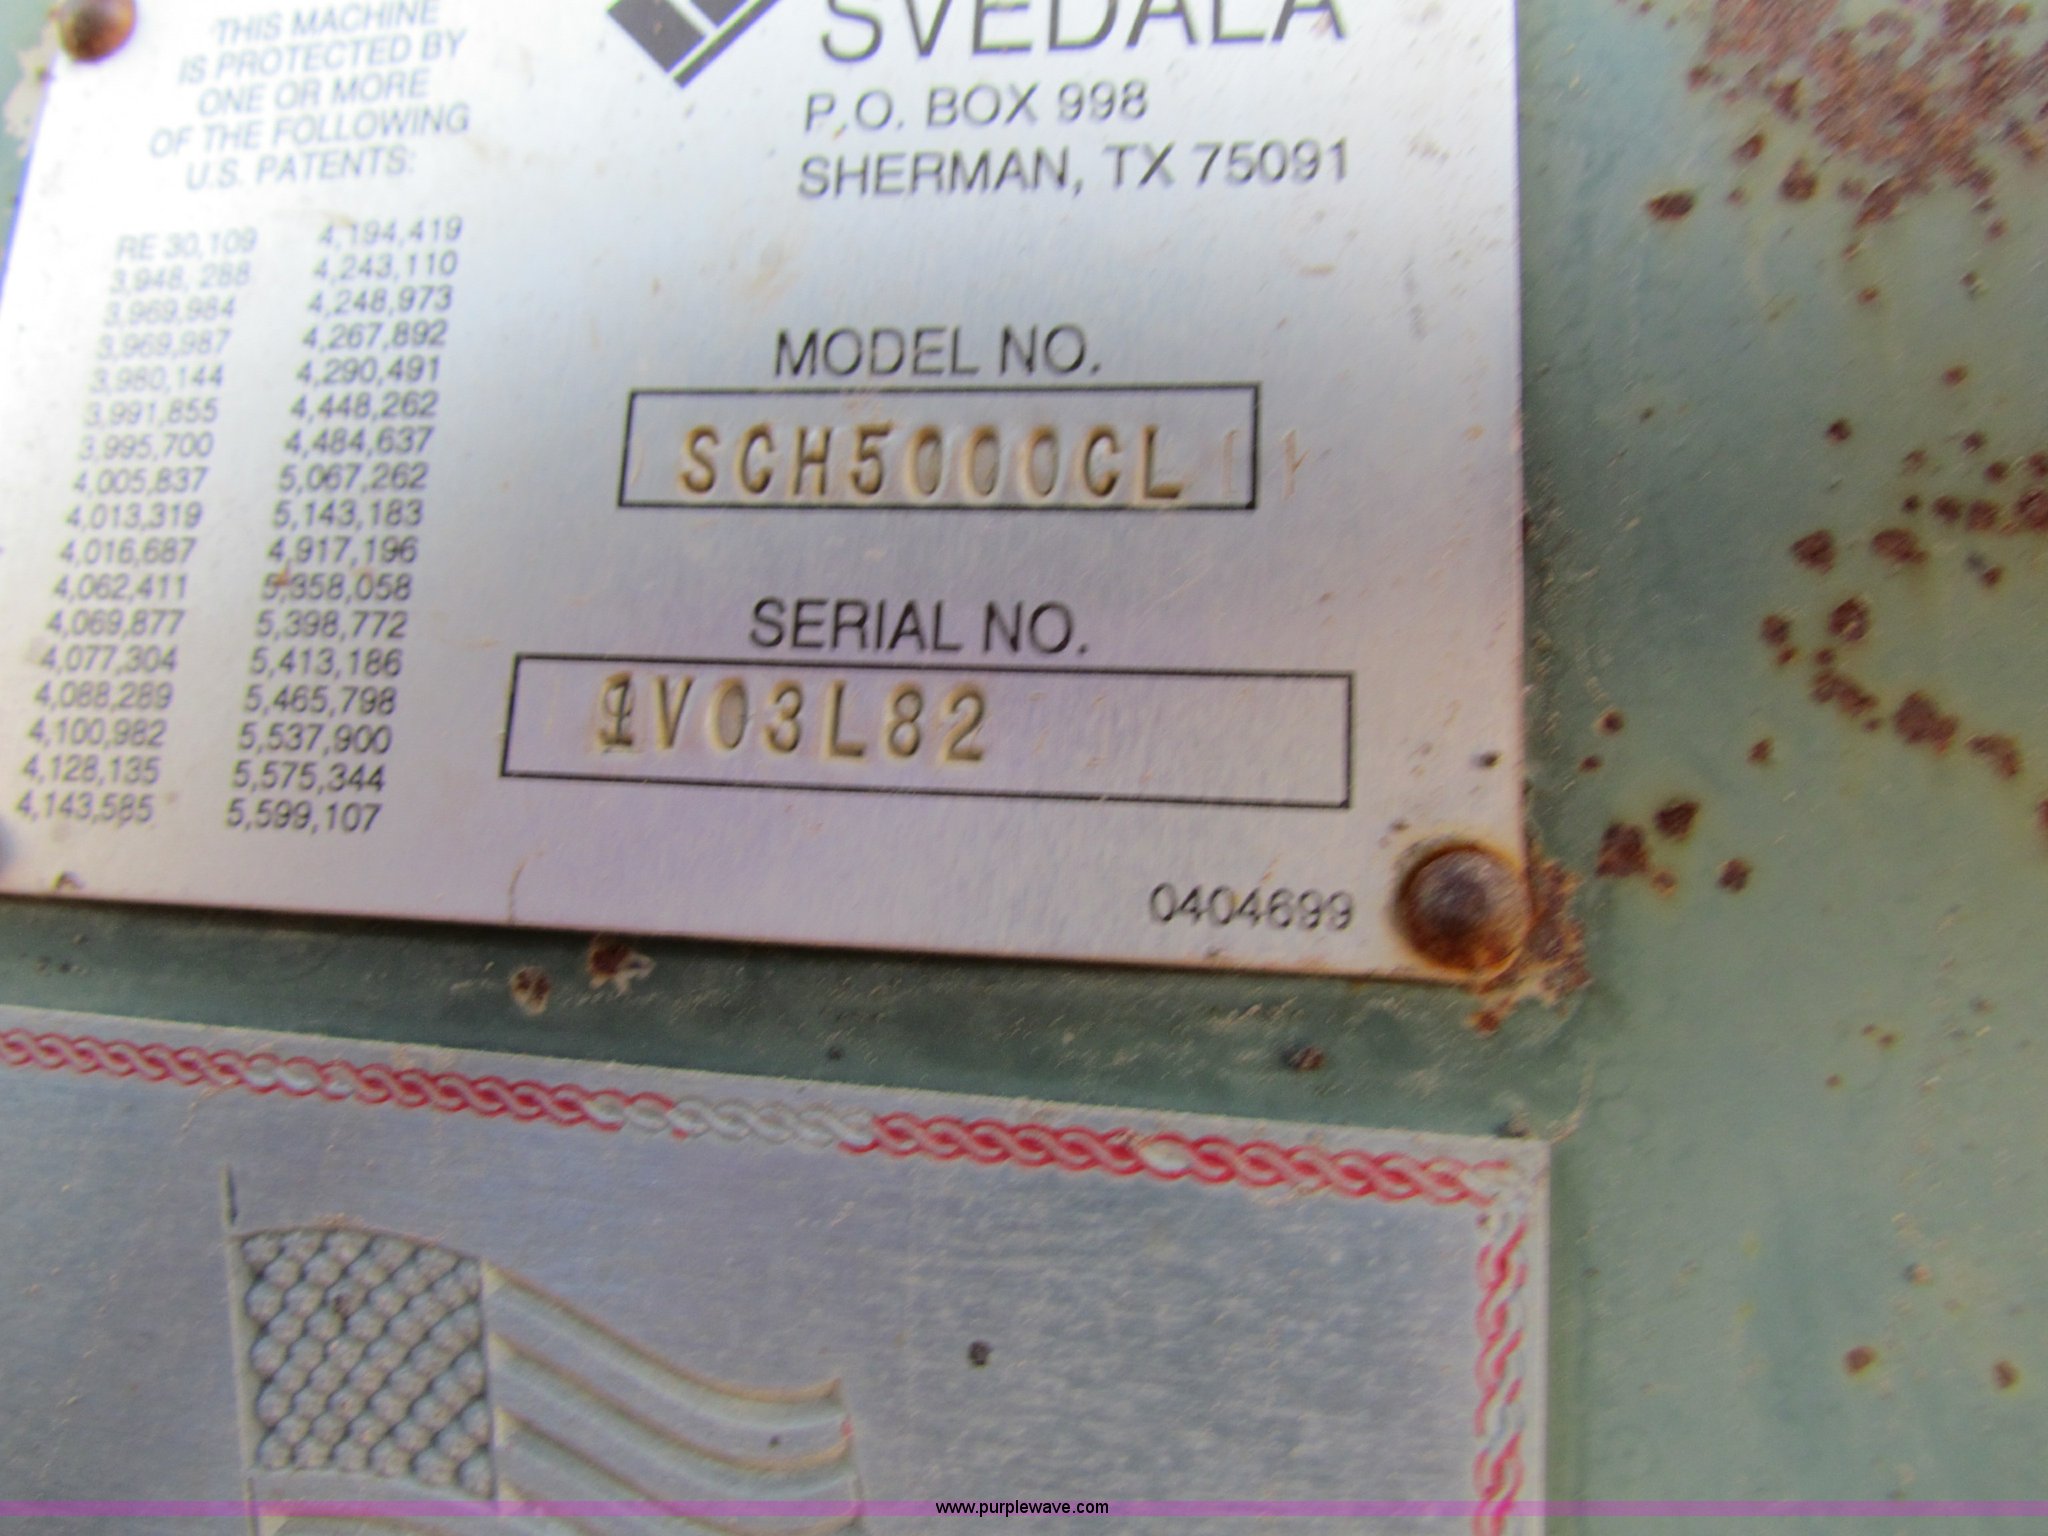 THIS MACHINE
IS PROTECTED BY
ONE OR MORE
OF THE FOLLOWING
U.S. PATENTS:
RE 30,109 4,194,419
3,948,288 4,243,110
3,969,984 4,248,973
3,969,987 4,267,892
3,980,144 4,290,491
3,991,855 4,448,262
3,995,700 4,484,637
4,005,837 5,067,262
4,013,319 5,143,183
4,016,687 4,917,196
4,062,411 5,358,058
4,069,877 5,398,772
4,077,304 5,413,186
4,088,289 5,465,798
4,100,982 5,537,900
4,128,135 5,575,344
4,143,585 5,599,107
SVEDALA
P.O. BOX 998
SHERMAN, TX 75091
MODEL NO.
SCH5000CL
SERIAL NO.
1V03L82
0404699
www.purplewave.com